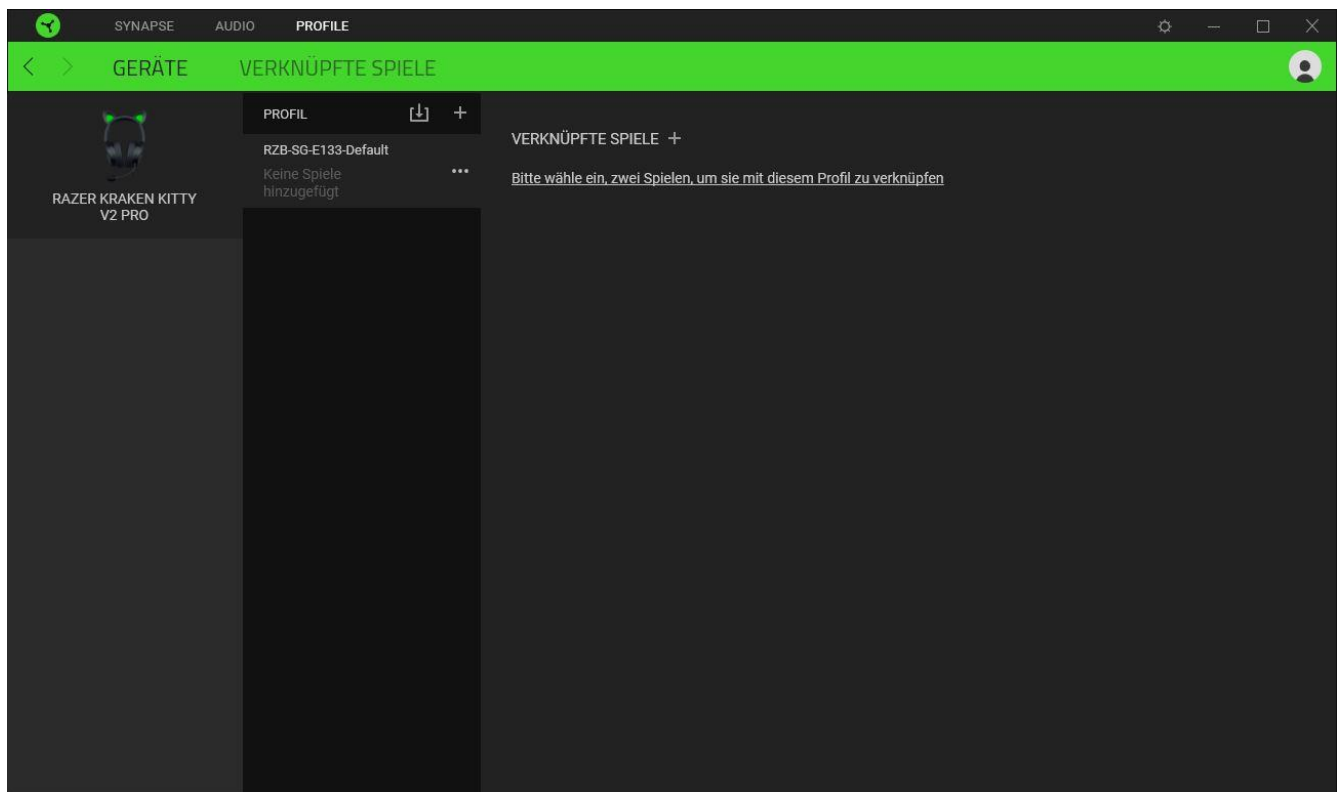 SYNAPSE AUDIO PROFILE
GERÄTE VERKNÜPFTE SPIELE
RAZER KRAKEN KITTY
V2 PRO
PROFIL
RZB-SG-E133-Default
Keine Spiele
hinzugefügt
VERKNÜPFTE SPIELE
Bitte wähle ein, zwei Spielen, um sie mit diesem Profil zu verknüpfen